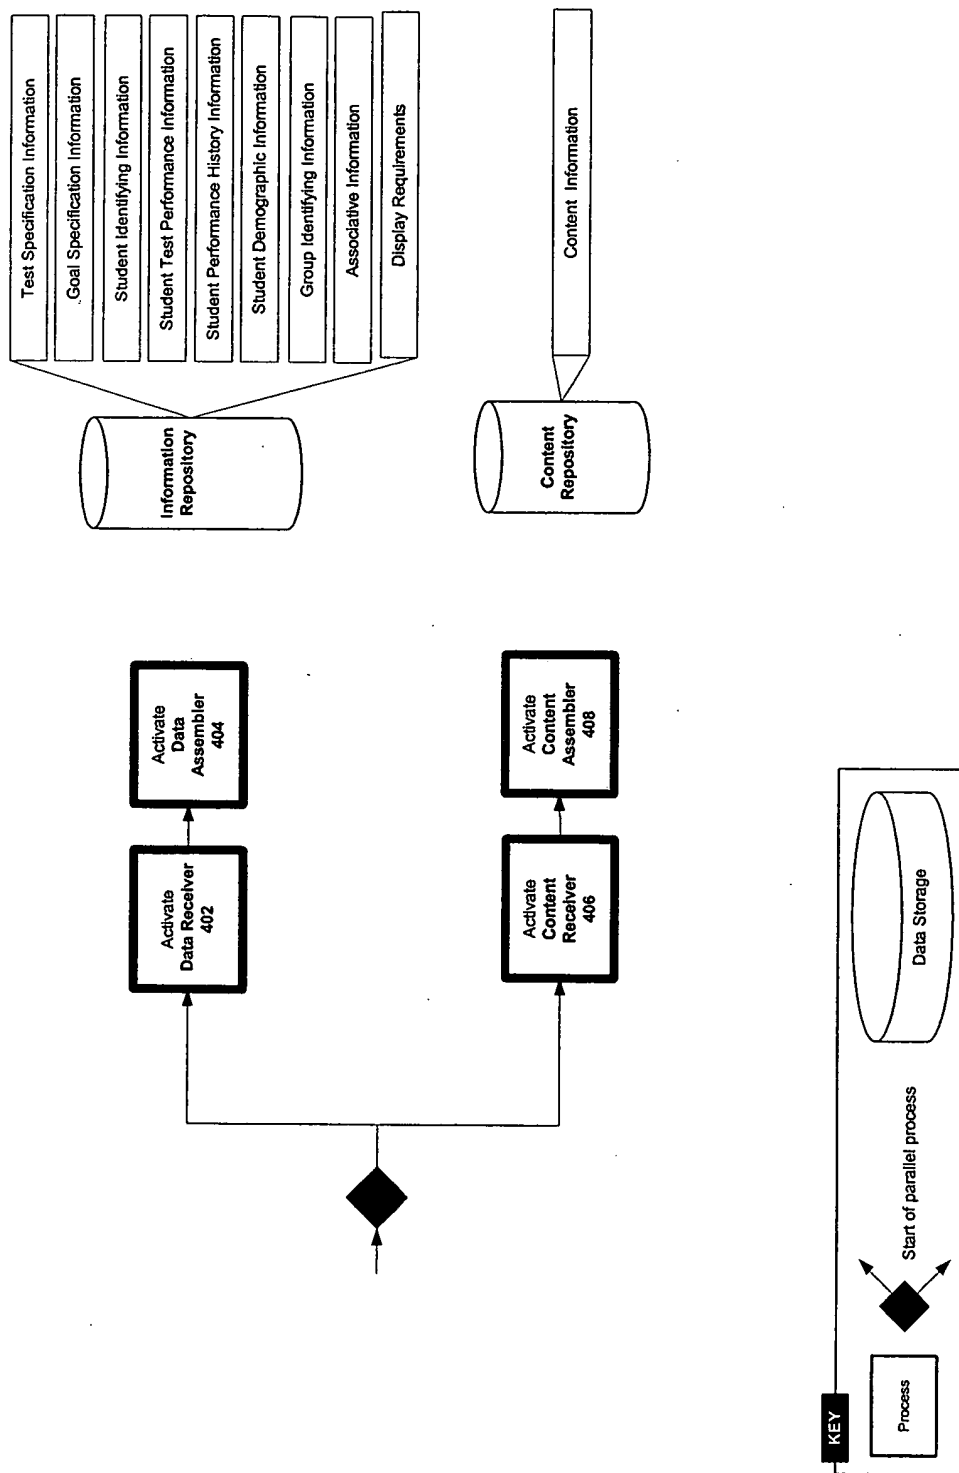 Activate
Data Receiver
402
Activate
Data
Assembler
404
Information
Repository
Test Specification Information
Goal Specification Information
Student Identifying Information
Student Test Performance Information
Student Performance History Information
Student Demographic Information
Group Identifying Information
Associative Information
Display Requirements
Activate
Content
Receiver
406
Activate
Content
Assembler
408
Content
Repository
Content Information
KEY
Process
Start of parallel process
Data Storage